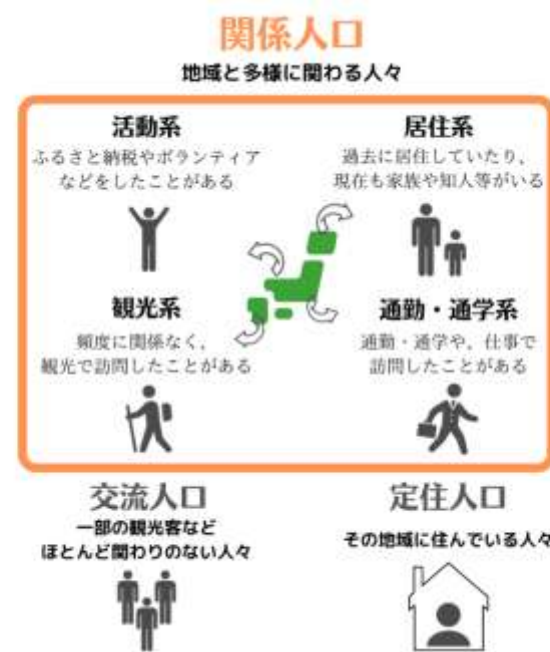 関係人口
地域と多様に関わる人々
活動系
ふるさと納税やボランティア
などをしたことがある
居住系
過去に居住していたり、
現在も家族や知人等がいる
観光系
頻度に関係なく、
観光で訪問したことがある
通勤・通学系
通勤・通学や、仕事で
訪問したことがある
交流人口
一部の観光客など
ほとんど関わりのない人々
定住人口
その地域に住んでいる人々